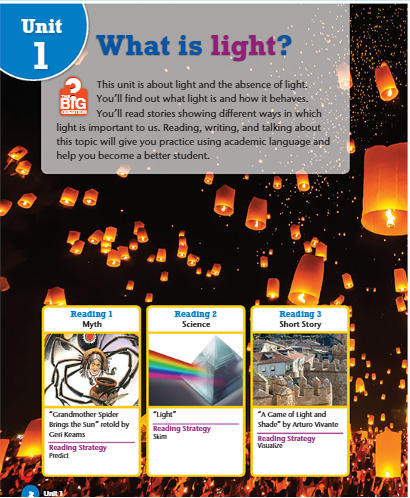 Unit
1
What is light?
?
THE
BIG
QUESTION
This unit is about light and the absence of light.
You'll find out what light is and how it behaves.
You'll read stories showing different ways in which
light is important to us. Reading, writing, and talking about
this topic will give you practice using academic language and
help you become a better student.
Reading 1
Myth
"Grandmother Spider
Brings the Sun" retold by
Geri Keams
Reading Strategy
Predict
Reading 2
Science
"Light"
Reading Strategy
Skim
Reading 3
Short Story
"A Game of Light and
Shade" by Arturo Vivante
Reading Strategy
Visualize
2 Unit 1